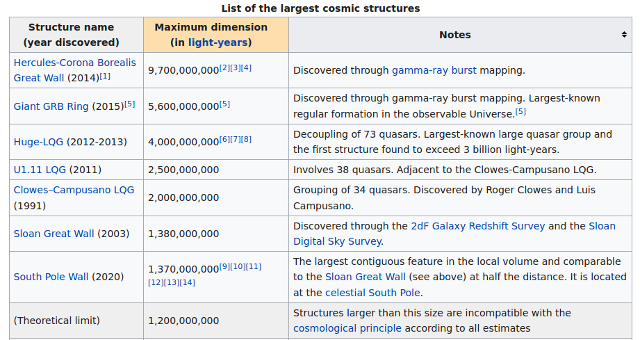 List of the largest cosmic structures
Structure name
(year discovered)
Maximum dimension
(in light-years)
Notes
Hercules-Corona Borealis
Great Wall (2014)[1]
9,700,000,000[2][3][4]
Discovered through gamma-ray burst mapping.
Giant GRB Ring (2015)[5]
5,600,000,000[5]
Discovered through gamma-ray burst mapping. Largest-known
regular formation in the observable Universe.[5]
Huge-LQG (2012-2013)
4,000,000,000[6][7][8]
Decoupling of 73 quasars. Largest-known large quasar group and
the first structure found to exceed 3 billion light-years.
U1.11 LQG (2011)
2,500,000,000
Involves 38 quasars. Adjacent to the Clowes-Campusano LQG.
Clowes–Campusano LQG
(1991)
2,000,000,000
Grouping of 34 quasars. Discovered by Roger Clowes and Luis
Campusano.
Sloan Great Wall (2003)
1,380,000,000
Discovered through the 2dF Galaxy Redshift Survey and the Sloan
Digital Sky Survey.
South Pole Wall (2020)
1,370,000,000[9][10][11]
[12][13][14]
The largest contiguous feature in the local volume and comparable
to the Sloan Great Wall (see above) at half the distance. It is located
at the celestial South Pole.
(Theoretical limit)
1,200,000,000
Structures larger than this size are incompatible with the
cosmological principle according to all estimates